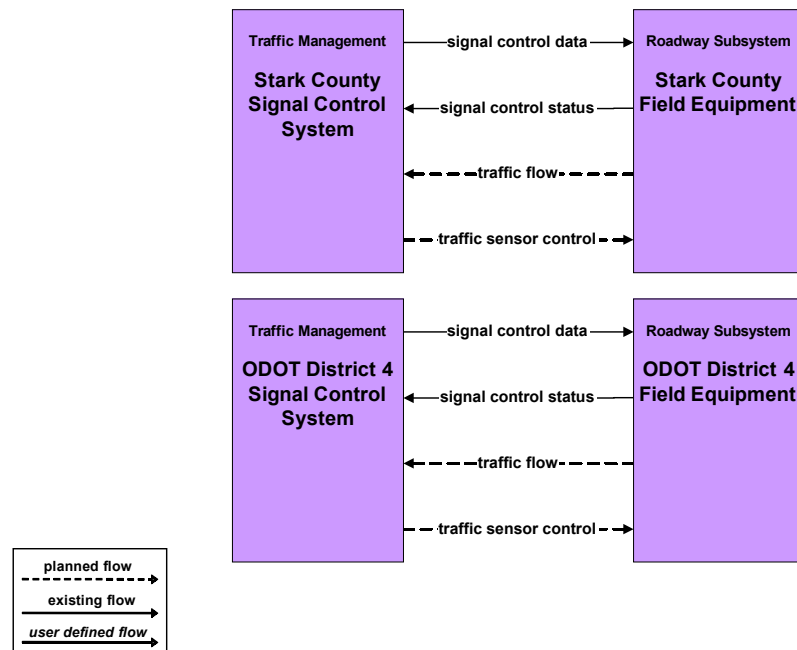 Traffic Management
Stark County
Signal Control
System
signal control data
signal control status
traffic flow
traffic sensor control
Roadway Subsystem
Stark County
Field Equipment
Traffic Management
ODOT District 4
Signal Control
System
signal control data
signal control status
traffic flow
traffic sensor control
Roadway Subsystem
ODOT District 4
Field Equipment
planned flow
existing flow
user defined flow